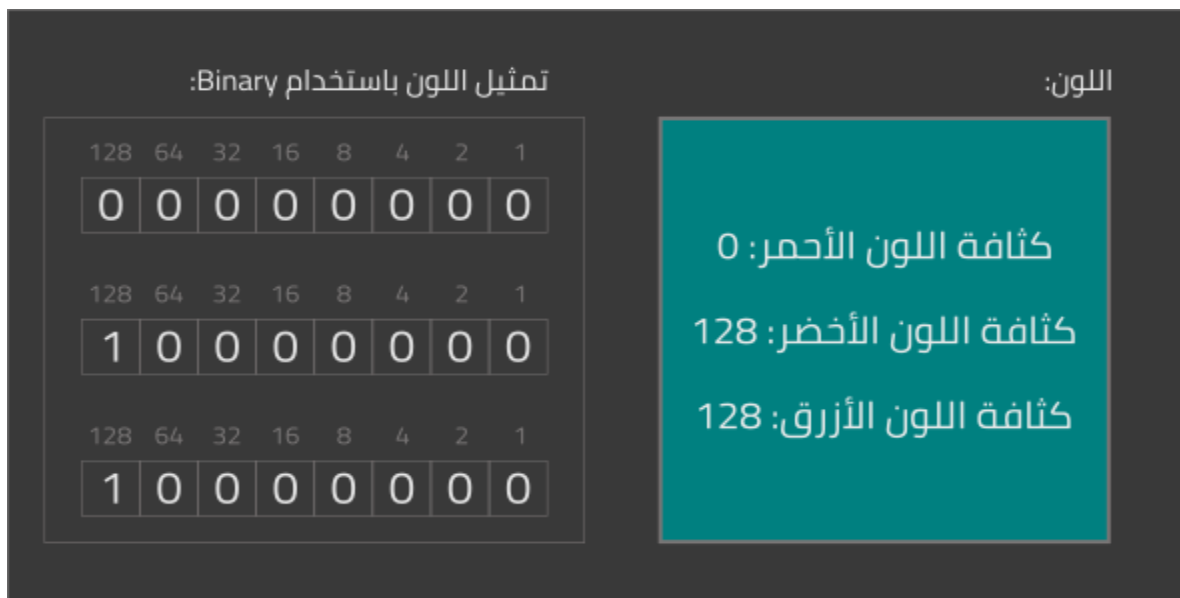 اللون:
كثافة اللون الأحمر: 0
كثافة اللون الأخضر: 128
كثافة اللون الأزرق: 128
تمثيل اللون باستخدام Binary:
128 64 32 16 8 4 2 1
0 0 0 0 0 0 0 0
128 64 32 16 8 4 2 1
1 0 0 0 0 0 0 0
128 64 32 16 8 4 2 1
1 0 0 0 0 0 0 0